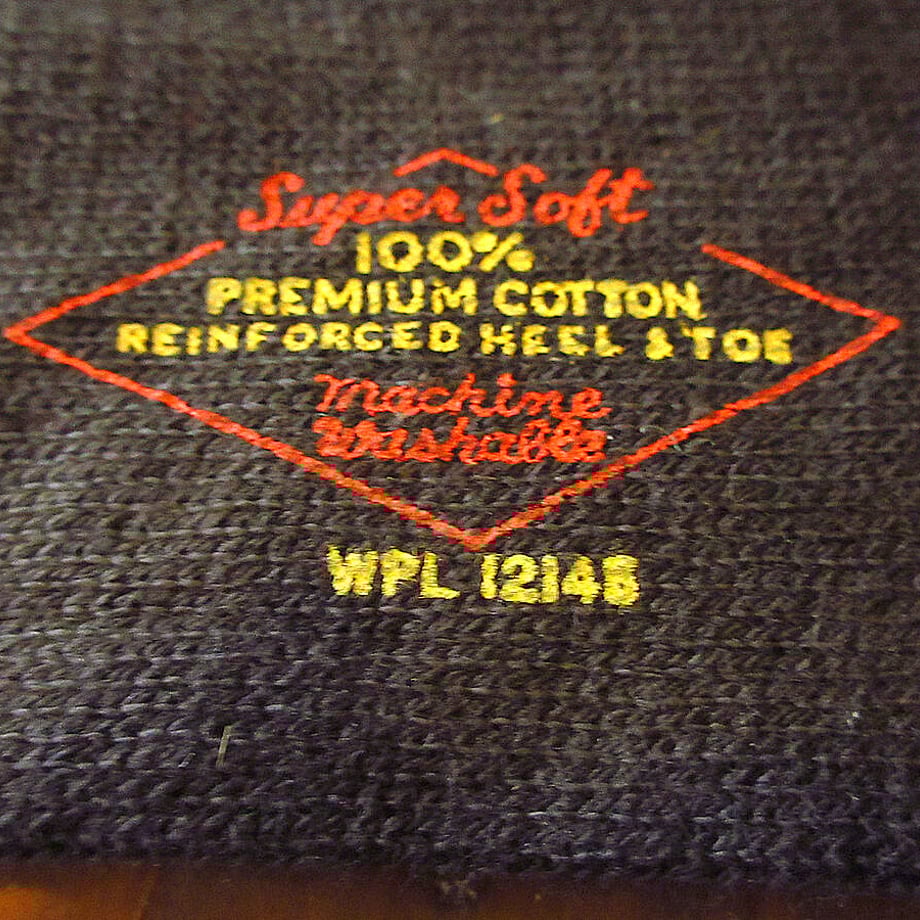 Super Soft
100%
PREMIUM COTTON
REINFORCED HEEL & TOE
Machine
Washable
WPL 12148